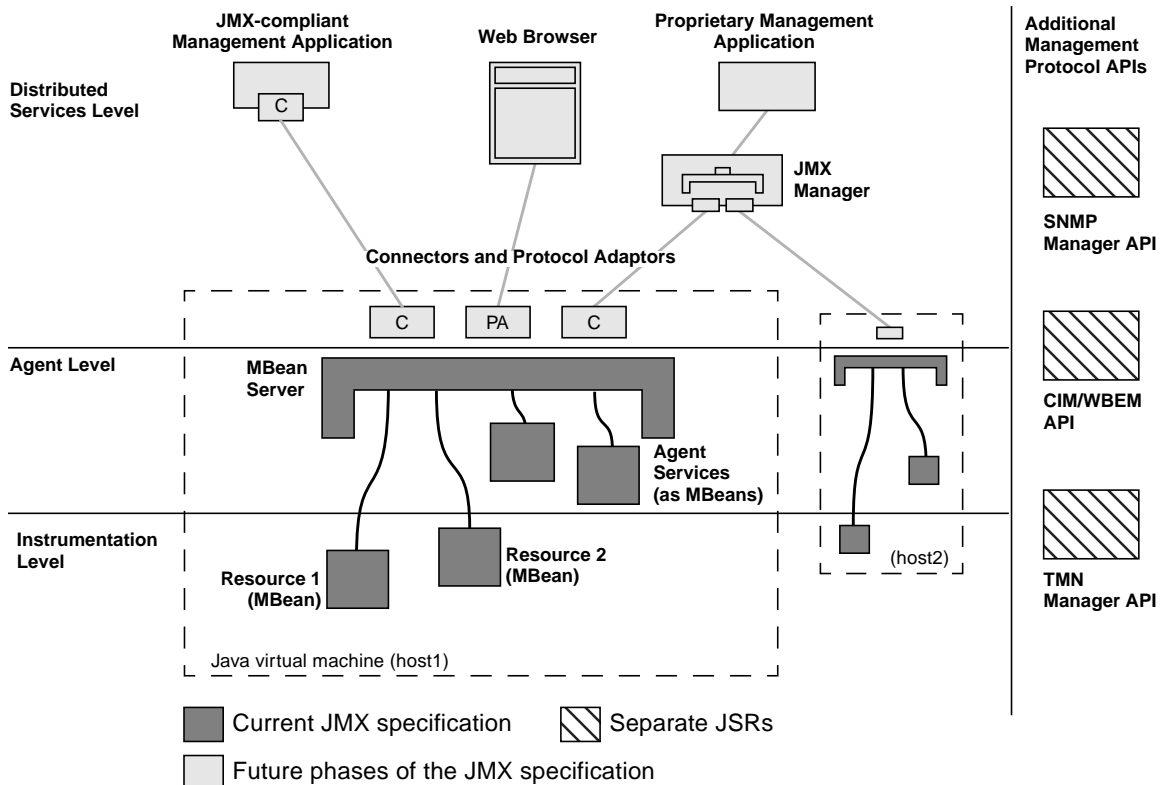 JMX-compliant
Management Application
Web Browser
Proprietary Management
Application
Additional
Management
Protocol APIs
Distributed
Services Level
C
JMX
Manager
SNMP
Manager API
Connectors and Protocol Adaptors
C
PA
C
Agent Level
MBean
Server
CIM/WBEM
API
Agent
Services
(as MBeans)
Instrumentation
Level
Resource 1
(MBean)
Resource 2
(MBean)
(host2)
TMN
Manager API
Java virtual machine (host1)
Current JMX specification
Separate JSRs
Future phases of the JMX specification